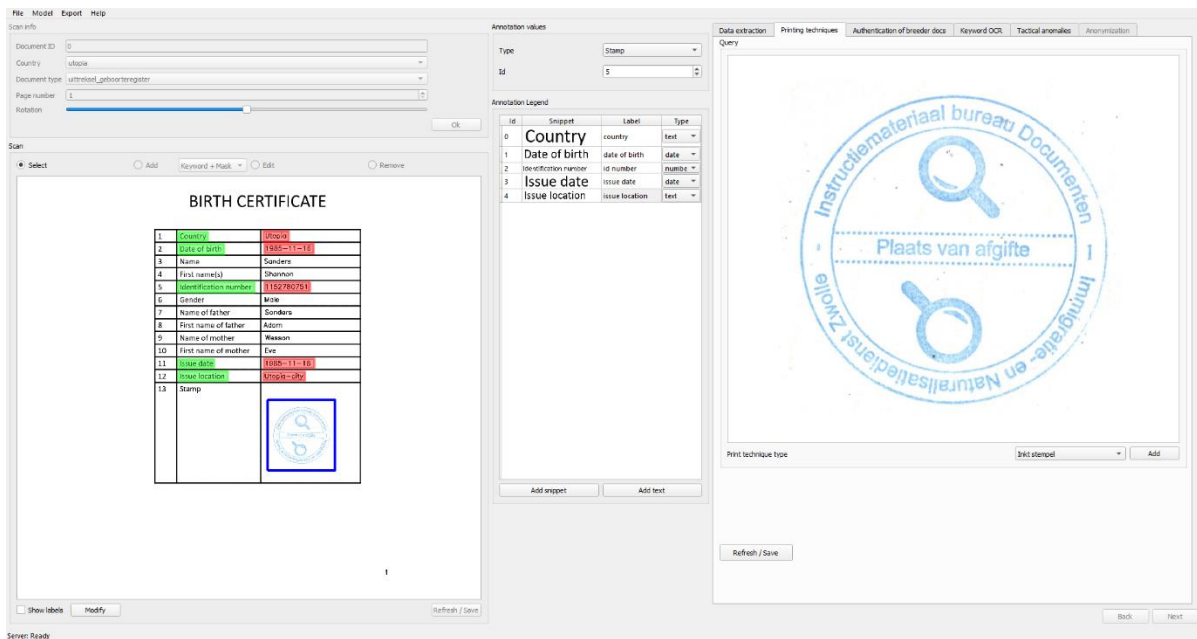 File Model Export Help
Scan info
Document ID 0
Country utopia
Document type uittreksel_geboorteregister
Page number 1
Rotation
Ok
Scan
Select Add Keyword + Mask Edit Remove
BIRTH CERTIFICATE
1 Country Utopia
2 Date of birth 1985-11-16
3 Name Sanders
4 First name(s) Shannon
5 Identification number 1152780751
6 Gender Male
7 Name of father Sanders
8 First name of father Adam
9 Name of mother Wesson
10 First name of mother Eve
11 Issue date 1985-11-16
12 Issue location Utopia-city
13 Stamp
1
Show labels Modify Refresh / Save
Server: Ready
Annotation values
Type Stamp
Id 5
Annotation Legend
Id Snippet Label Type
0 Country country text
1 Date of birth date of birth date
2 Identification number id number numbe
3 Issue date issue date date
4 Issue location issue location text
Add snippet Add text
Data extraction Printing techniques Authentication of breeder docs Keyword OCR Tactical anomalies Anonymization
Query
Instructiemateriaal bureau Documenten
Plaats van afgifte
1
Immigratie- en Naturalisatiedienst Zwolle
Print technique type Inkt stempel Add
Refresh / Save
Back Next